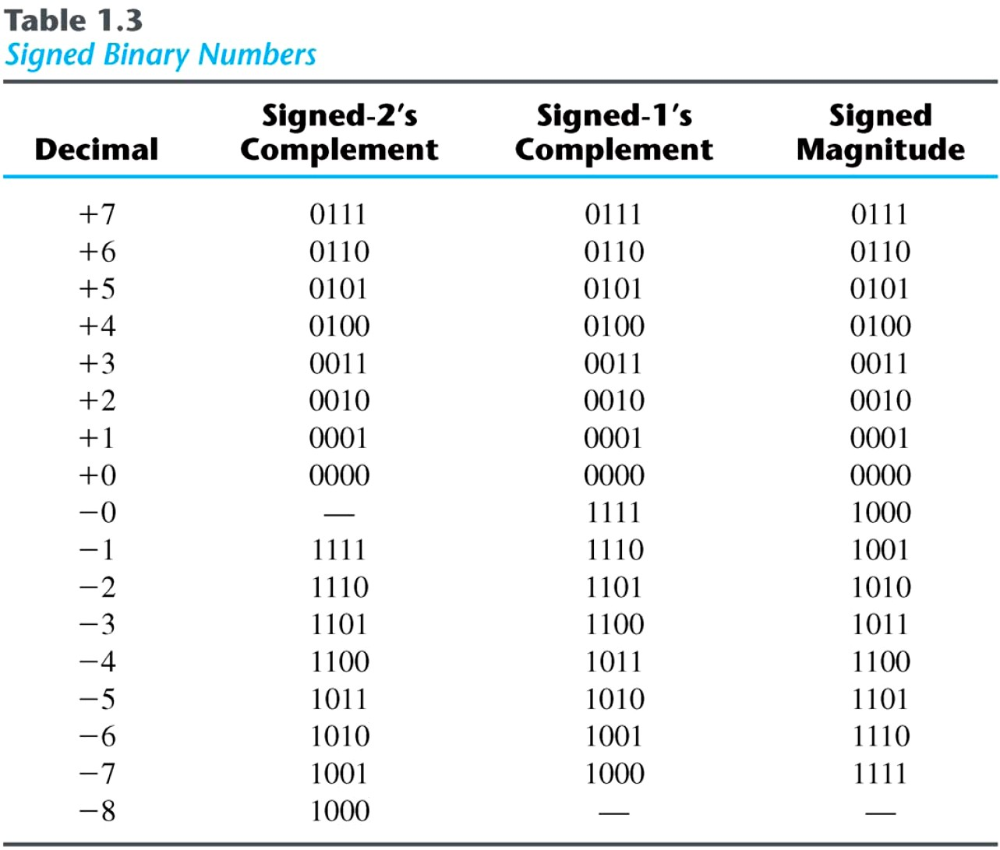 Table 1.3
Signed Binary Numbers
Decimal Signed-2′s Complement Signed-1′s Complement Signed Magnitude
+7 0111 0111 0111
+6 0110 0110 0110
+5 0101 0101 0101
+4 0100 0100 0100
+3 0011 0011 0011
+2 0010 0010 0010
+1 0001 0001 0001
+0 0000 0000 0000
−0 — 1111 1000
−1 1111 1110 1001
−2 1110 1101 1010
−3 1101 1100 1011
−4 1100 1011 1100
−5 1011 1010 1101
−6 1010 1001 1110
−7 1001 1000 1111
−8 1000 — —